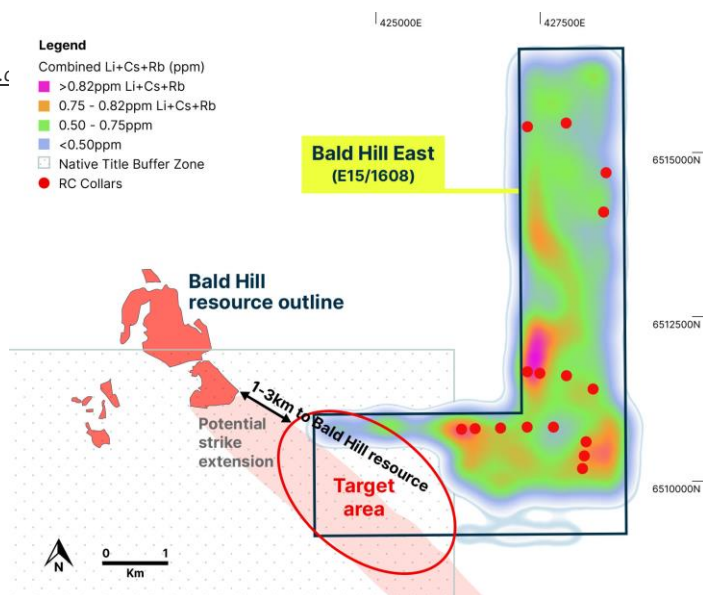 425000E
427500E
Legend
Combined Li+Cs+Rb (ppm)
>0.82ppm Li+Cs+Rb
0.75 - 0.82ppm Li+Cs+Rb
0.50 - 0.75ppm
<0.50ppm
Native Title Buffer Zone
RC Collars
Bald Hill East
(E15/1608)
6515000N
Bald Hill
resource outline
6512500N
1-3km to Bald Hill resource
Potential
strike
extension
Target
area
6510000N
N
0 1
Km